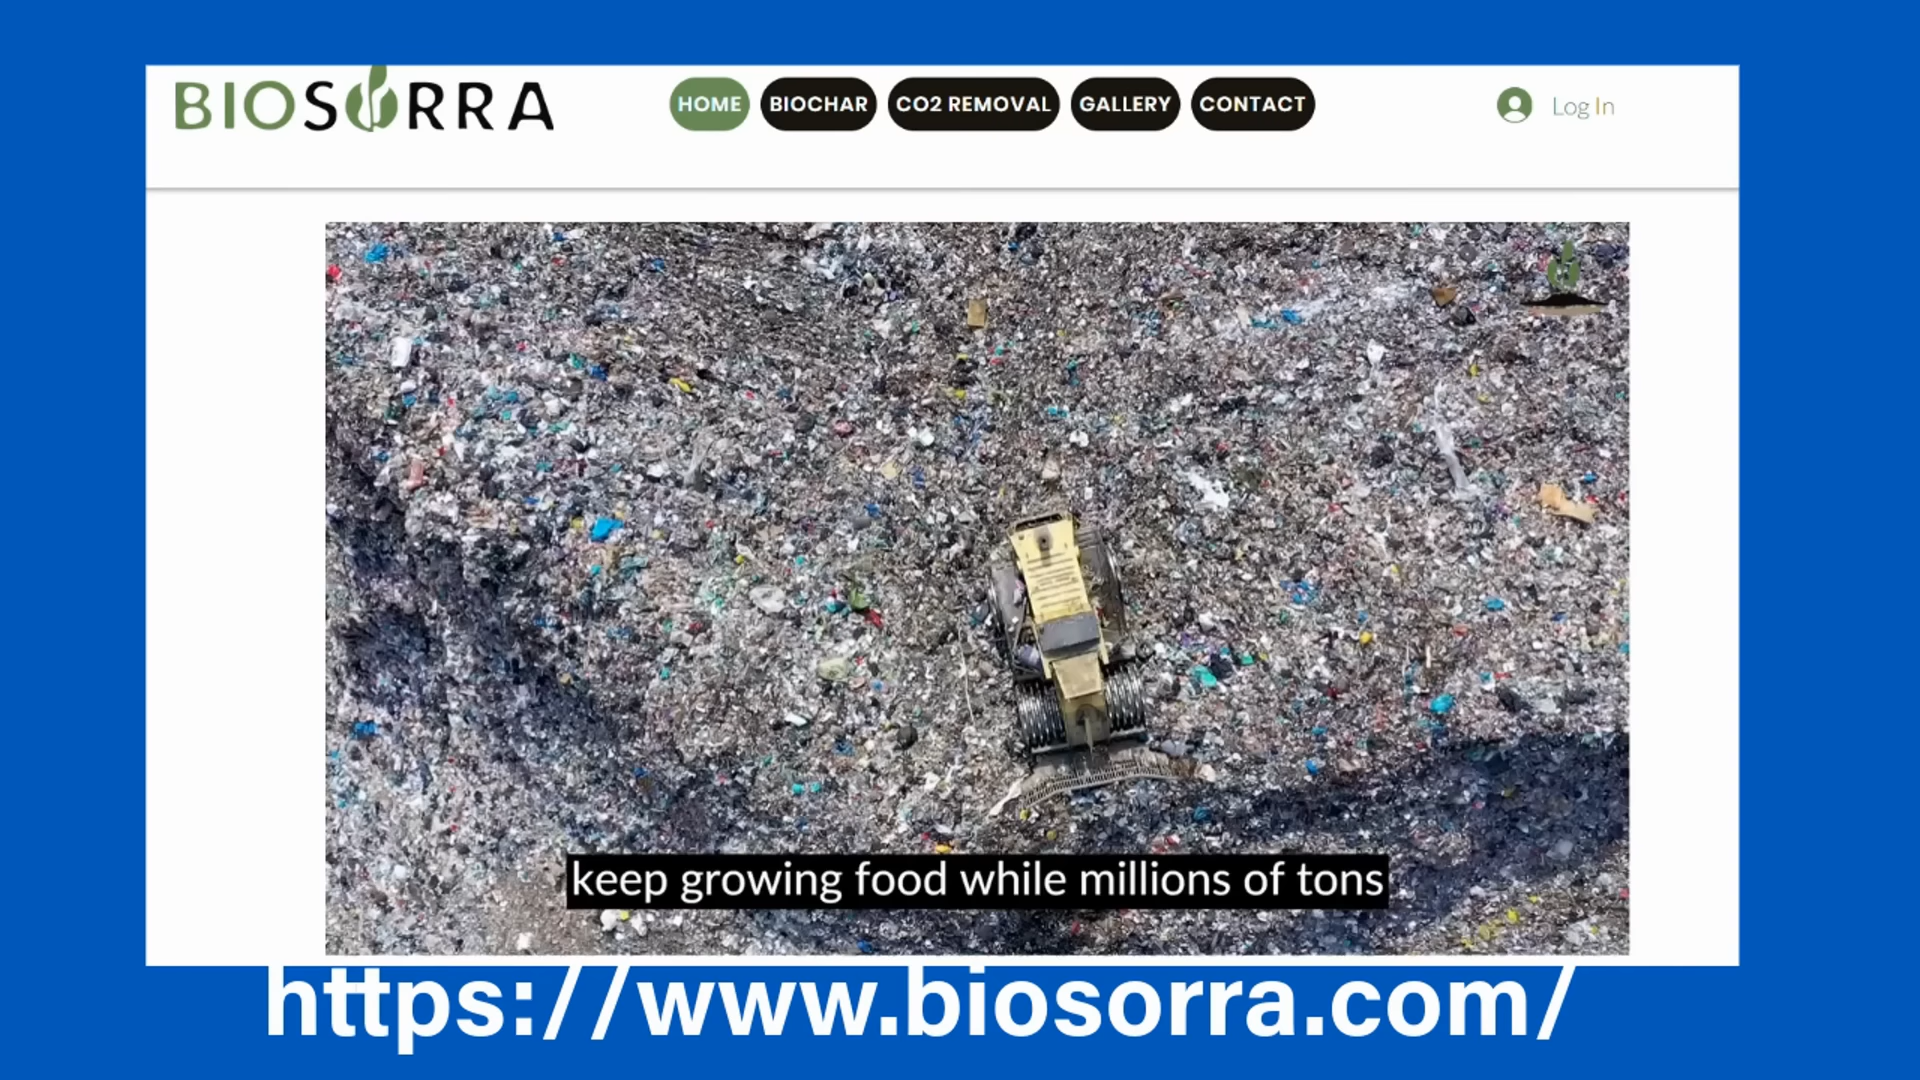 BIOSORRA
HOME BIOCHAR CO2 REMOVAL GALLERY CONTACT
Log In
keep growing food while millions of tons
https://www.biosorra.com/